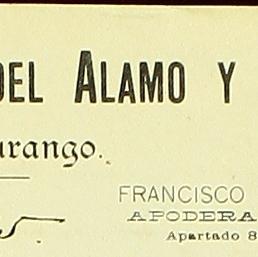 DEL ALAMO Y
urango.
FRANCISCO
APODERA
Apartado 8